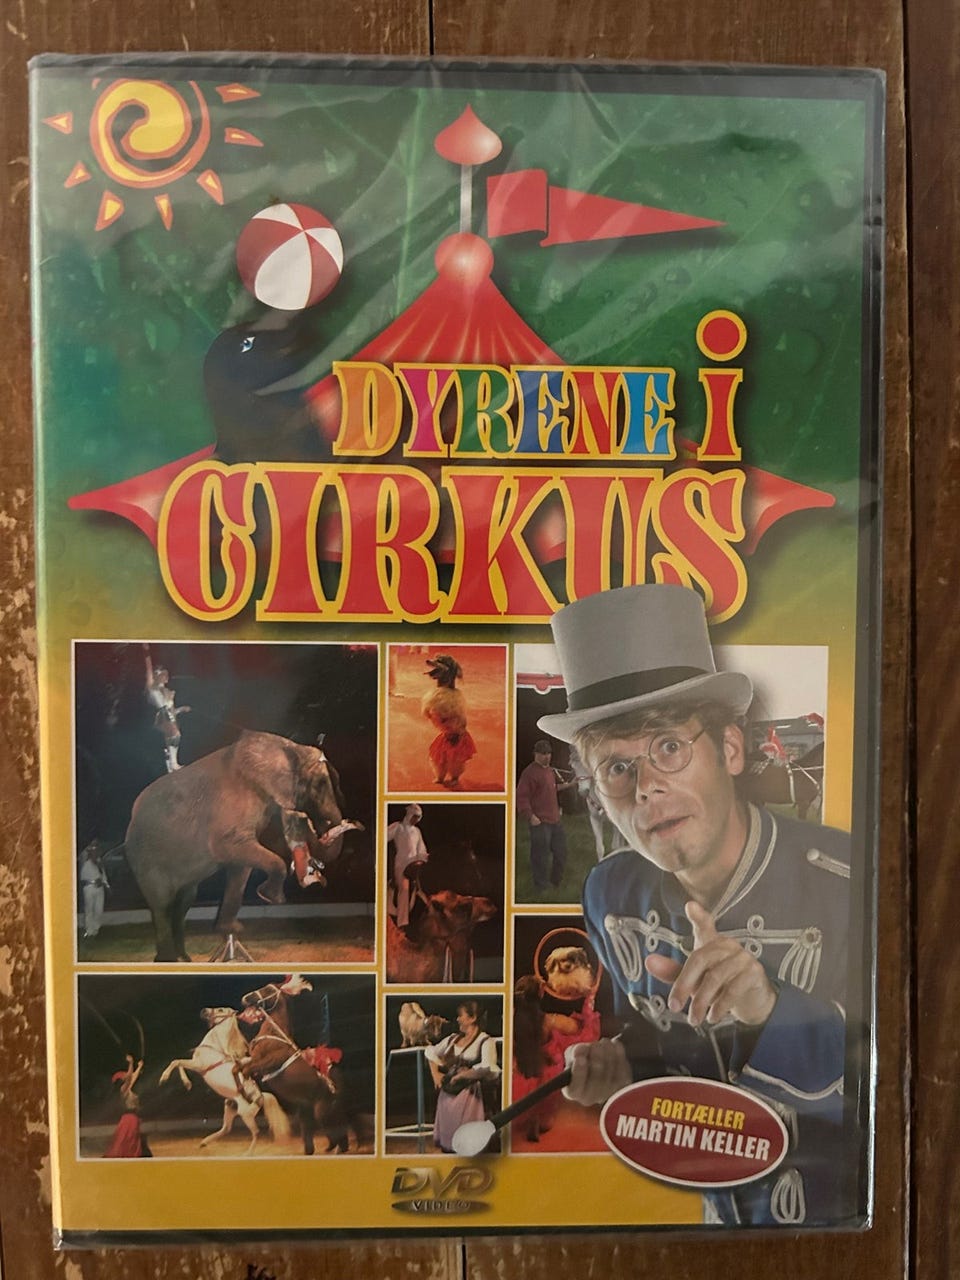 DYRENE i
CIRKUS
FORTÆLLER
MARTIN KELLER
DVD
VIDEO